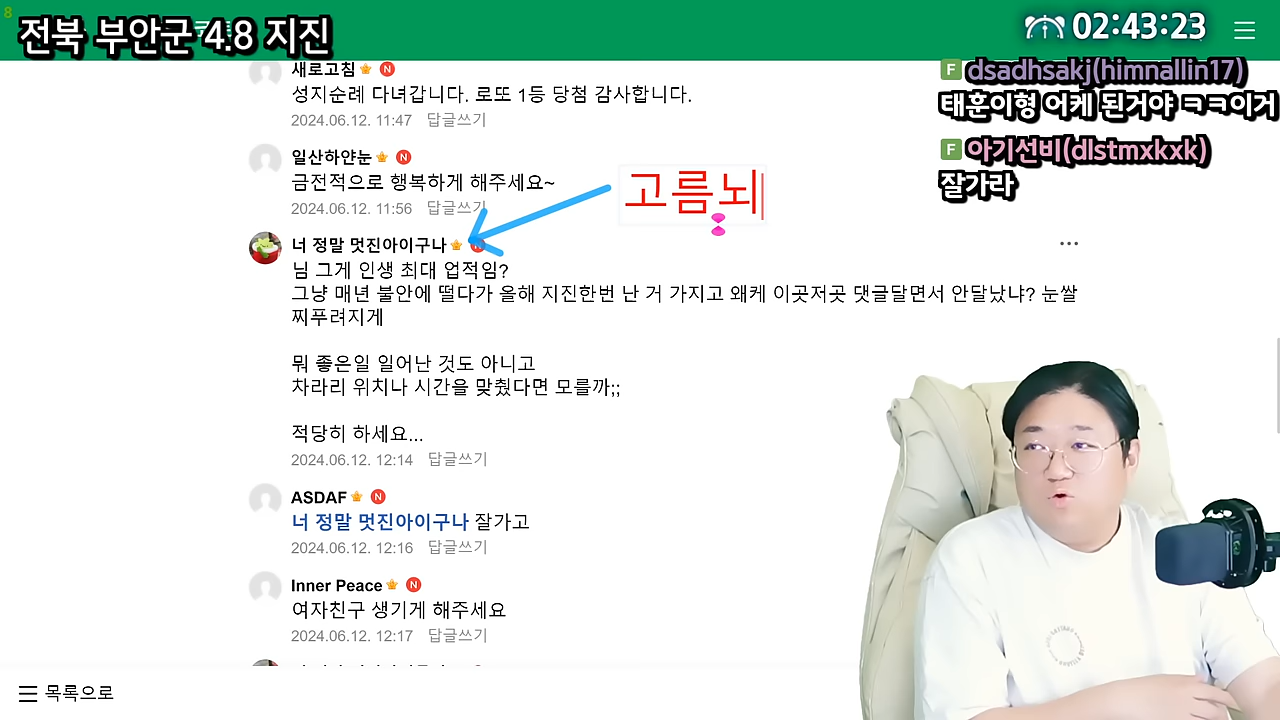 8
전북 부안군 4.8 지진
02:43:23
dsadhsakj(himnallin17)
태훈이형 어케 된거야 ㅋㅋ이거
아기선비(dlstmxkxk)
잘가라
새로고침 N
성지순례 다녀갑니다. 로또 1등 당첨 감사합니다.
2024.06.12. 11:47 답글쓰기
일산하얀눈 N
금전적으로 행복하게 해주세요~
2024.06.12. 11:56 답글쓰기
고름뇌
너 정말 멋진아이구나 N
님 그게 인생 최대 업적임?
그냥 매년 불안에 떨다가 올해 지진한번 난 거 가지고 왜케 이곳저곳 댓글달면서 안달났냐? 눈쌀
찌푸려지게
뭐 좋은일 일어난 것도 아니고
차라리 위치나 시간을 맞췄다면 모를까;;
적당히 하세요...
2024.06.12. 12:14 답글쓰기
ASDAF N
너 정말 멋진아이구나 잘가고
2024.06.12. 12:16 답글쓰기
Inner Peace N
여자친구 생기게 해주세요
2024.06.12. 12:17 답글쓰기
목록으로